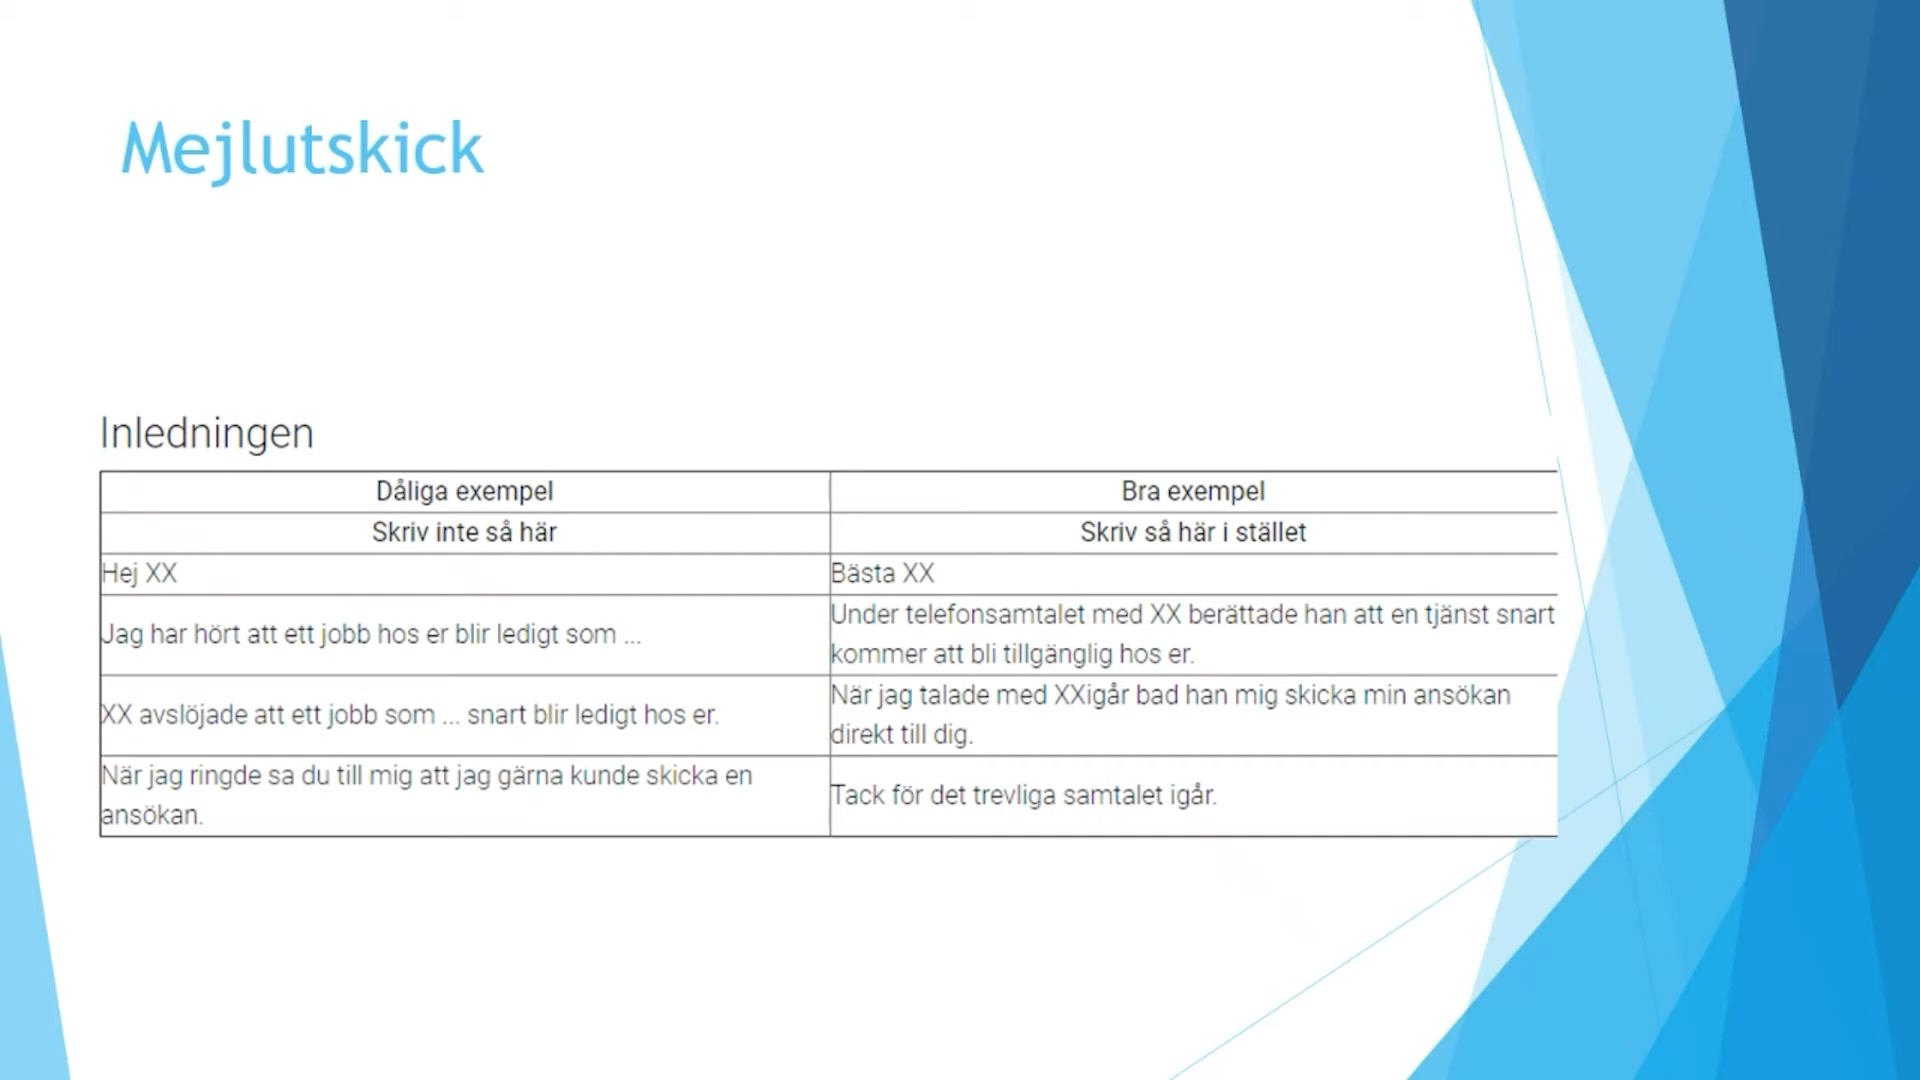 Mejlutskick
Inledningen
Dåliga exempel
Bra exempel
Skriv inte så här
Skriv så här i stället
Hej XX
Bästa XX
Jag har hört att ett jobb hos er blir ledigt som ...
Under telefonsamtalet med XX berättade han att en tjänst snart
kommer att bli tillgänglig hos er.
XX avslöjade att ett jobb som ... snart blir ledigt hos er.
När jag talade med XXigår bad han mig skicka min ansökan
direkt till dig.
När jag ringde sa du till mig att jag gärna kunde skicka en
ansökan.
Tack för det trevliga samtalet igår.